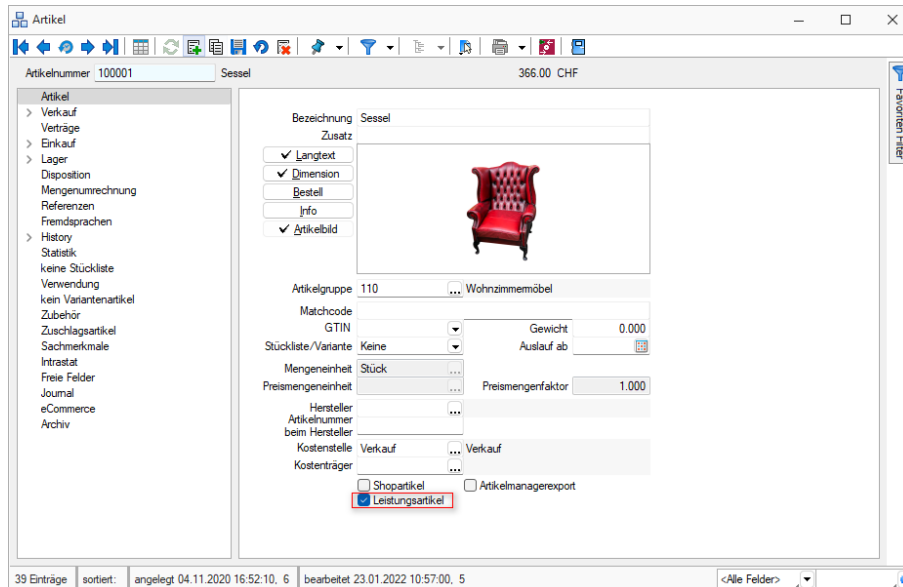 Artikel
Artikelnummer 100001 Sessel 366.00 CHF
Favoriten Filter
Artikel
Verkauf
Verträge
Einkauf
Lager
Disposition
Mengenumrechnung
Referenzen
Fremdsprachen
History
Statistik
keine Stückliste
Verwendung
kein Variantenartikel
Zubehör
Zuschlagsartikel
Sachmerkmale
Intrastat
Freie Felder
Journal
eCommerce
Archiv
Bezeichnung Sessel
Zusatz
Langtext
Dimension
Bestell
Info
Artikelbild
Artikelgruppe 110 ... Wohnzimmermöbel
Matchcode
GTIN Gewicht 0.000
Stückliste/Variante Keine Auslauf ab
Mengeneinheit Stück ...
Preismengeneinheit ... Preismengenfaktor 1.000
Hersteller ...
Artikelnummer
beim Hersteller
Kostenstelle Verkauf ... Verkauf
Kostenträger ...
Shopartikel Artikelmanagerexport
Leistungsartikel
39 Einträge sortiert: angelegt 04.11.2020 16:52:10, 6 bearbeitet 23.01.2022 10:57:00, 5 <Alle Felder>